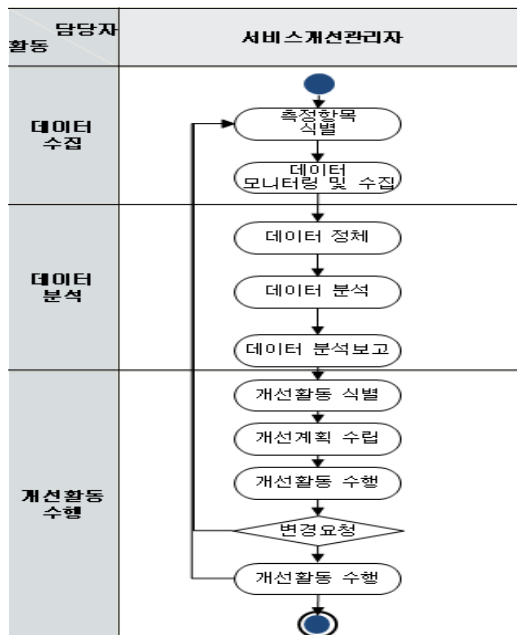 담당자
활동
서비스개선관리자
데이터
수집
측정항목
식별
데이터
모니터링 및 수집
데이터
분석
데이터 정체
데이터 분석
데이터 분석보고
개선활동
수행
개선활동 식별
개선계획 수립
개선활동 수행
변경요청
개선활동 수행